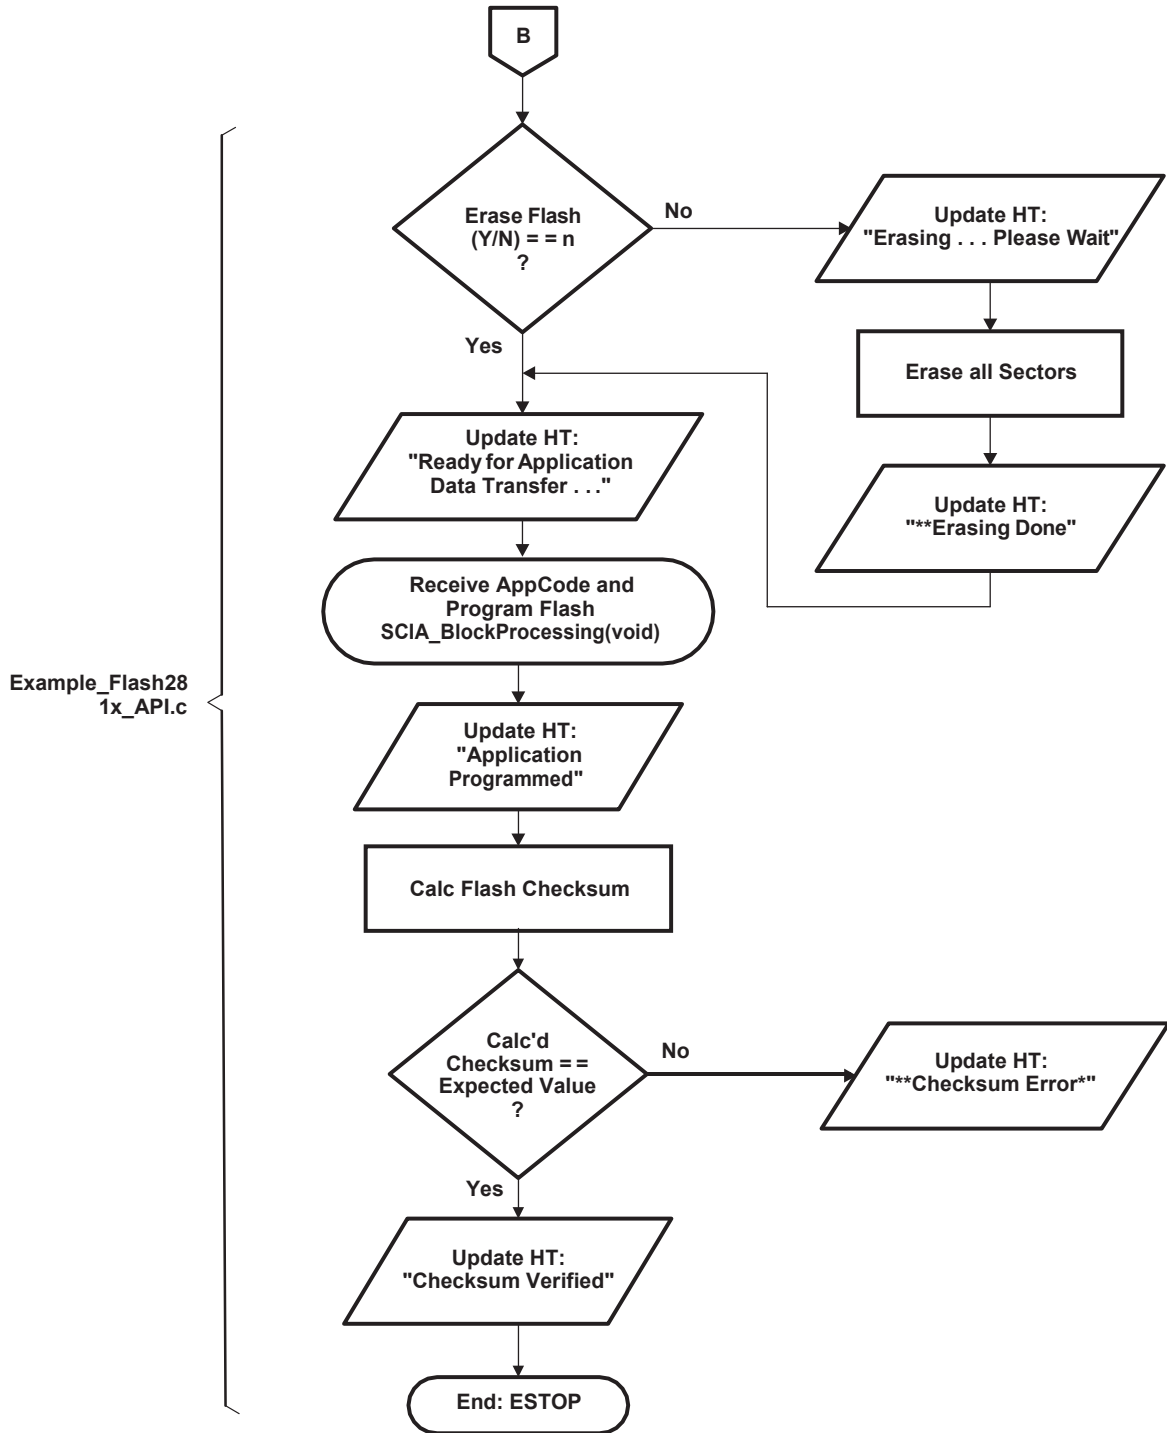 B
Erase Flash
(Y/N) = = n
?
No
Update HT:
"Erasing . . . Please Wait"
Yes
Erase all Sectors
Update HT:
"Ready for Application
Data Transfer . . ."
Update HT:
"**Erasing Done"
Receive AppCode and
Program Flash
SCIA_BlockProcessing(void)
Example_Flash28
1x_API.c
Update HT:
"Application
Programmed"
Calc Flash Checksum
Calc'd
Checksum = =
Expected Value
?
No
Update HT:
"**Checksum Error*"
Yes
Update HT:
"Checksum Verified"
End: ESTOP